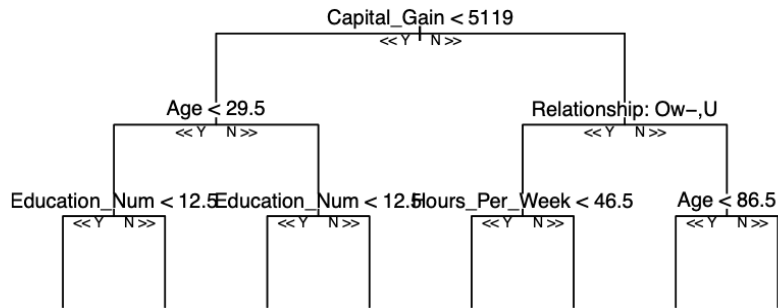 Capital_Gain < 5119
<< Y N >>
Age < 29.5 Relationship: Ow-,U
<< Y N >> << Y N >>
Education_Num < 12.5 Education_Num < 12.5 Hours_Per_Week < 46.5 Age < 86.5
<< Y N >> << Y N >> << Y N >> << Y N >>